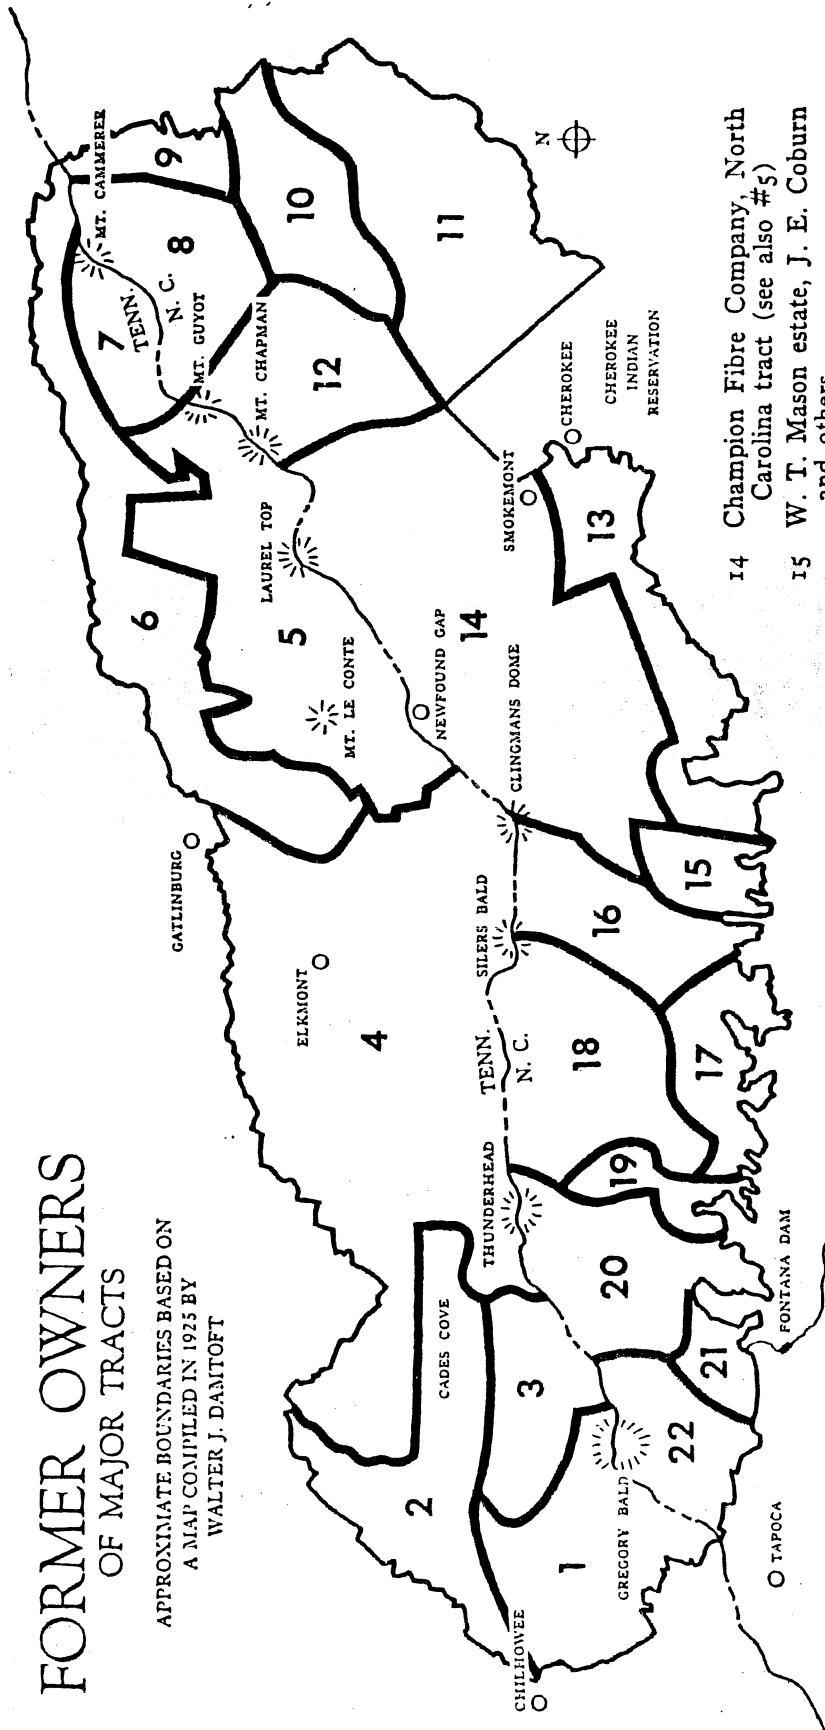 FORMER OWNERS
OF MAJOR TRACTS
APPROXIMATE BOUNDARIES BASED ON
A MAP COMPILED IN 1925 BY
WALTER J. DAMTOFT
GATLINBURG
ELKMONT
CADES COVE
CHILHOWEE
GREGORY BALD
TAPOCA
THUNDERHEAD
FONTANA DAM
TENN.
N. C.
SILERS BALD
CLINGMANS DOME
NEWFOUND GAP
MT. LE CONTE
LAUREL TOP
SMOKEMONT
CHEROKEE
CHEROKEE
INDIAN
RESERVATION
MT. CHAPMAN
MT. GUYOT
TENN.
N. C.
MT. CAMMERER
N
1
2
3
4
5
6
7
8
9
10
11
12
13
14
15
16
17
18
19
20
21
22
14 Champion Fibre Company, North
Carolina tract (see also #5)
15 W. T. Mason estate, J. E. Coburn
and others